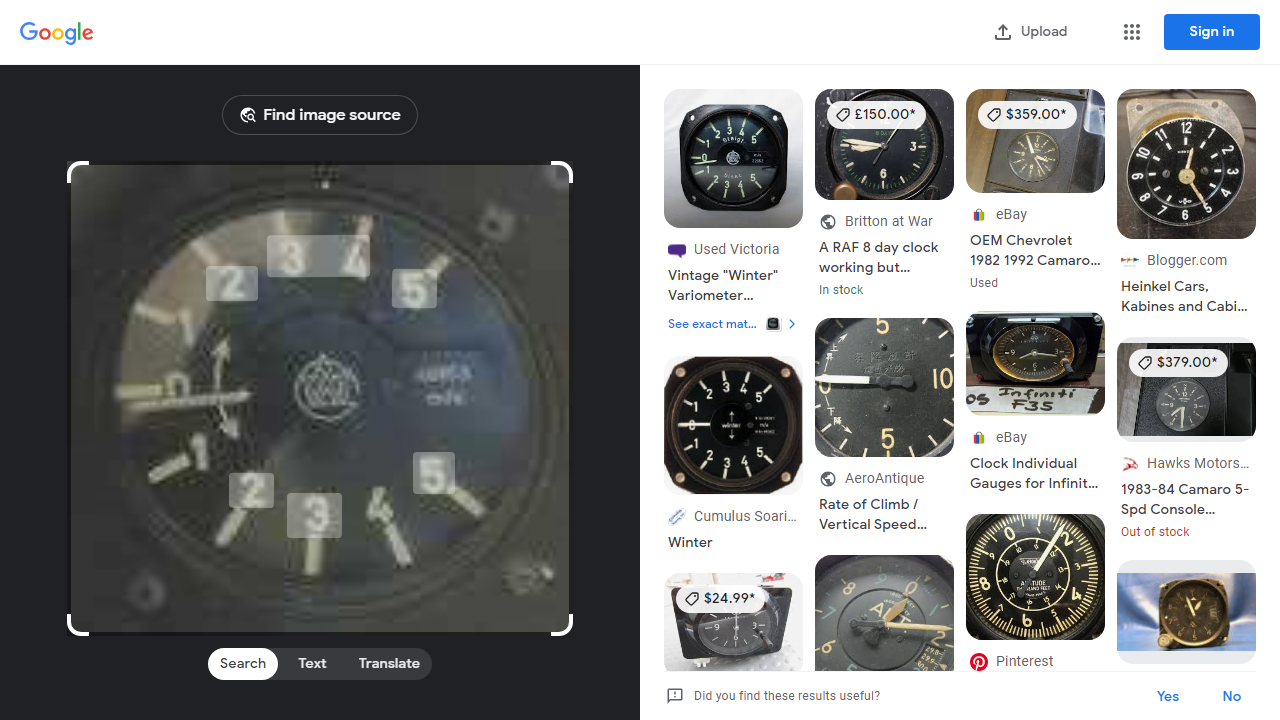 Google
Upload
Sign in
Find image source
2 3 4 5
1
0
1
2 3 4 5
Search
Text
Translate
Used Victoria
Vintage "Winter"
Variometer...
See exact mat...
Cumulus Soari...
Winter
$24.99*
£150.00*
Britton at War
A RAF 8 day clock
working but...
In stock
AeroAntique
Rate of Climb /
Vertical Speed...
$359.00*
eBay
OEM Chevrolet
1982 1992 Camaro...
Used
Infiniti
F35
eBay
Clock Individual
Gauges for Infinit...
ALTITUDE
Pinterest
Blogger.com
Heinkel Cars,
Kabines and Cabi...
$379.00*
Hawks Motors...
1983-84 Camaro 5-
Spd Console...
Out of stock
Did you find these results useful?
Yes
No